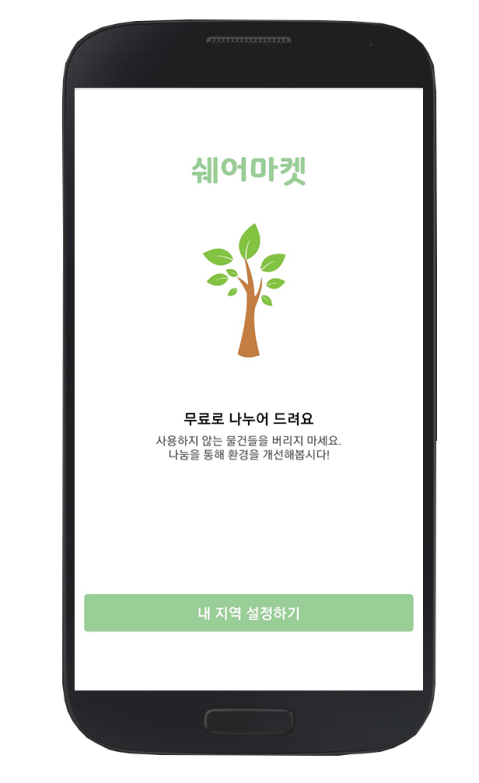 쉐어마켓
무료로 나누어 드려요
사용하지 않는 물건들을 버리지 마세요.
나눔을 통해 환경을 개선해봅시다!
내 지역 설정하기